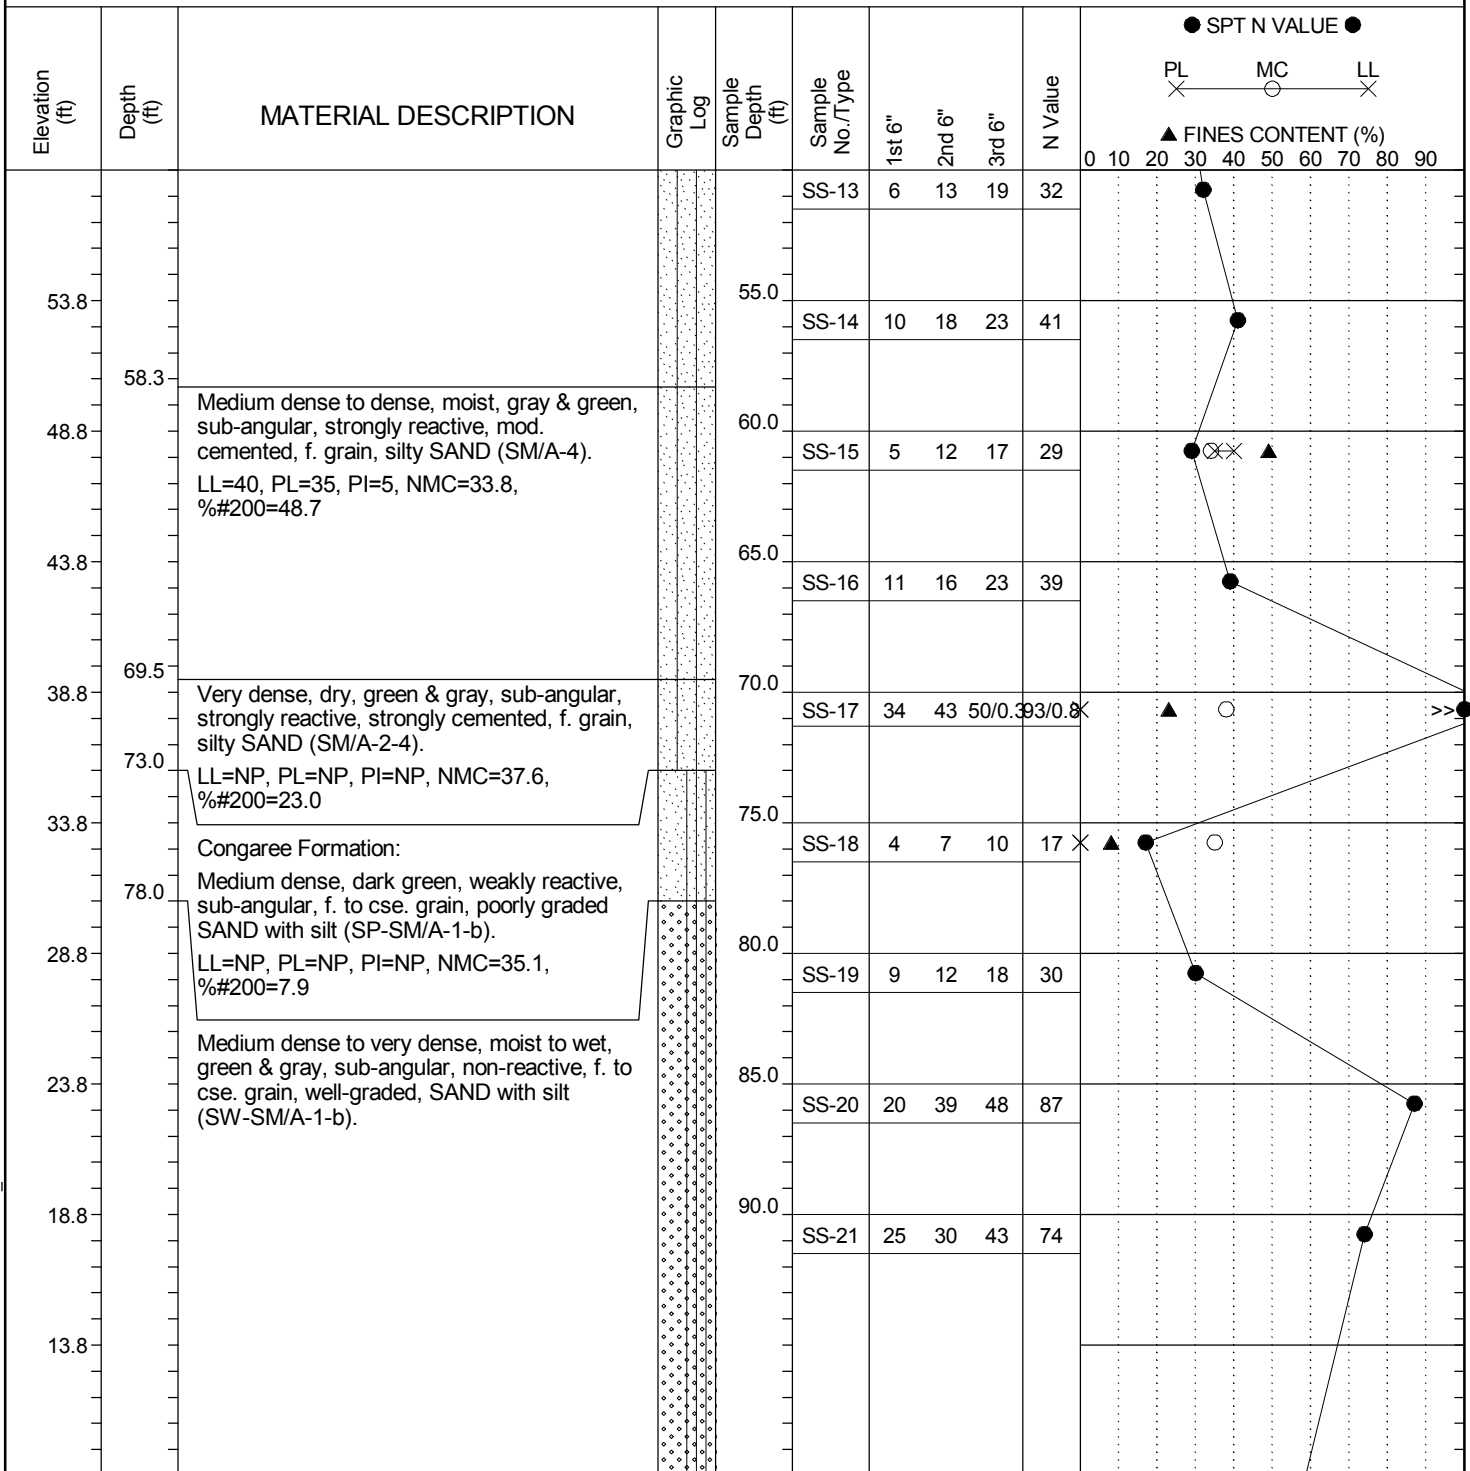 ● SPT N VALUE ●
PL MC LL
▲ FINES CONTENT (%)
Elevation (ft)
Depth (ft)
MATERIAL DESCRIPTION
Graphic Log
Sample Depth (ft)
Sample No./Type
1st 6"
2nd 6"
3rd 6"
N Value
0 10 20 30 40 50 60 70 80 90
SS-13 6 13 19 32
53.8 55.0
SS-14 10 18 23 41
58.3
Medium dense to dense, moist, gray & green,
sub-angular, strongly reactive, mod.
cemented, f. grain, silty SAND (SM/A-4).
LL=40, PL=35, PI=5, NMC=33.8,
%#200=48.7
48.8 60.0
SS-15 5 12 17 29
43.8 65.0
SS-16 11 16 23 39
69.5
38.8 70.0
Very dense, dry, green & gray, sub-angular,
strongly reactive, strongly cemented, f. grain,
silty SAND (SM/A-2-4).
SS-17 34 43 50/0.3 93/0.8 >>
73.0
LL=NP, PL=NP, PI=NP, NMC=37.6,
%#200=23.0
33.8 75.0
Congaree Formation:
SS-18 4 7 10 17
78.0
Medium dense, dark green, weakly reactive,
sub-angular, f. to cse. grain, poorly graded
SAND with silt (SP-SM/A-1-b).
LL=NP, PL=NP, PI=NP, NMC=35.1,
%#200=7.9
28.8 80.0
SS-19 9 12 18 30
Medium dense to very dense, moist to wet,
green & gray, sub-angular, non-reactive, f. to
cse. grain, well-graded, SAND with silt
(SW-SM/A-1-b).
23.8 85.0
SS-20 20 39 48 87
18.8 90.0
SS-21 25 30 43 74
13.8